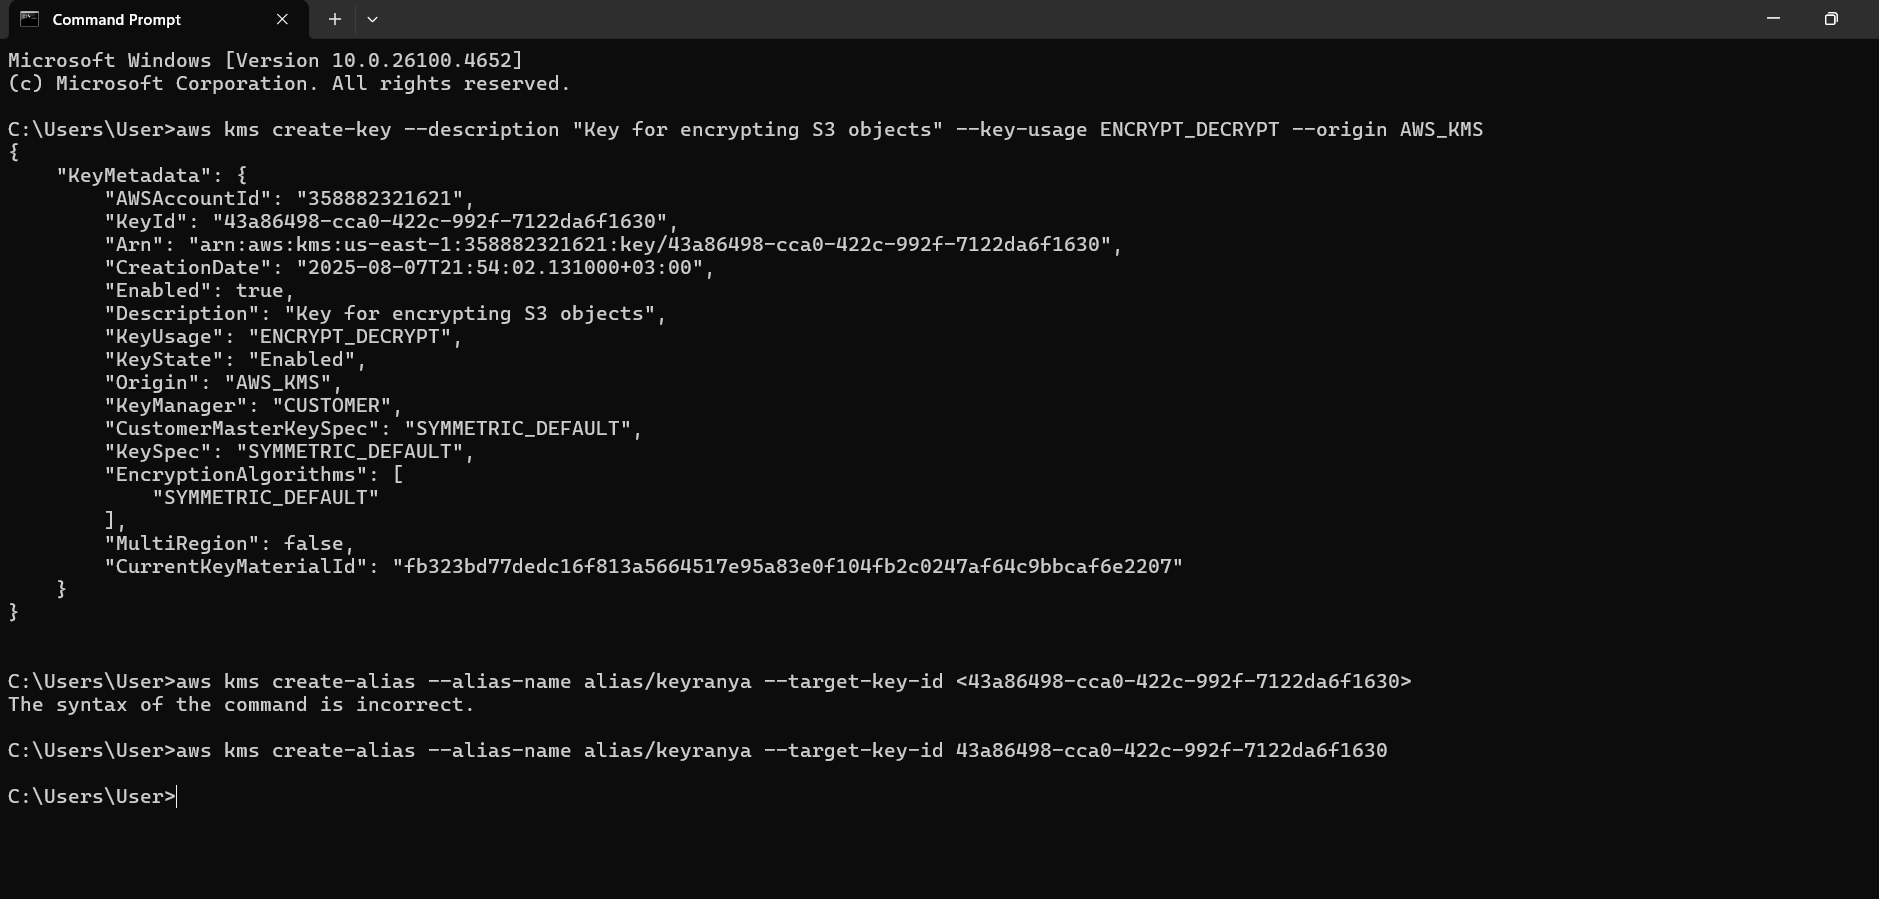 Command Prompt
Microsoft Windows [Version 10.0.26100.4652]
(c) Microsoft Corporation. All rights reserved.
C:\Users\User>aws kms create-key --description "Key for encrypting S3 objects" --key-usage ENCRYPT_DECRYPT --origin AWS_KMS
{
    "KeyMetadata": {
        "AWSAccountId": "358882321621",
        "KeyId": "43a86498-cca0-422c-992f-7122da6f1630",
        "Arn": "arn:aws:kms:us-east-1:358882321621:key/43a86498-cca0-422c-992f-7122da6f1630",
        "CreationDate": "2025-08-07T21:54:02.131000+03:00",
        "Enabled": true,
        "Description": "Key for encrypting S3 objects",
        "KeyUsage": "ENCRYPT_DECRYPT",
        "KeyState": "Enabled",
        "Origin": "AWS_KMS",
        "KeyManager": "CUSTOMER",
        "CustomerMasterKeySpec": "SYMMETRIC_DEFAULT",
        "KeySpec": "SYMMETRIC_DEFAULT",
        "EncryptionAlgorithms": [
            "SYMMETRIC_DEFAULT"
        ],
        "MultiRegion": false,
        "CurrentKeyMaterialId": "fb323bd77dedc16f813a5664517e95a83e0f104fb2c0247af64c9bbcaf6e2207"
    }
}
C:\Users\User>aws kms create-alias --alias-name alias/keyranya --target-key-id <43a86498-cca0-422c-992f-7122da6f1630>
The syntax of the command is incorrect.
C:\Users\User>aws kms create-alias --alias-name alias/keyranya --target-key-id 43a86498-cca0-422c-992f-7122da6f1630
C:\Users\User>